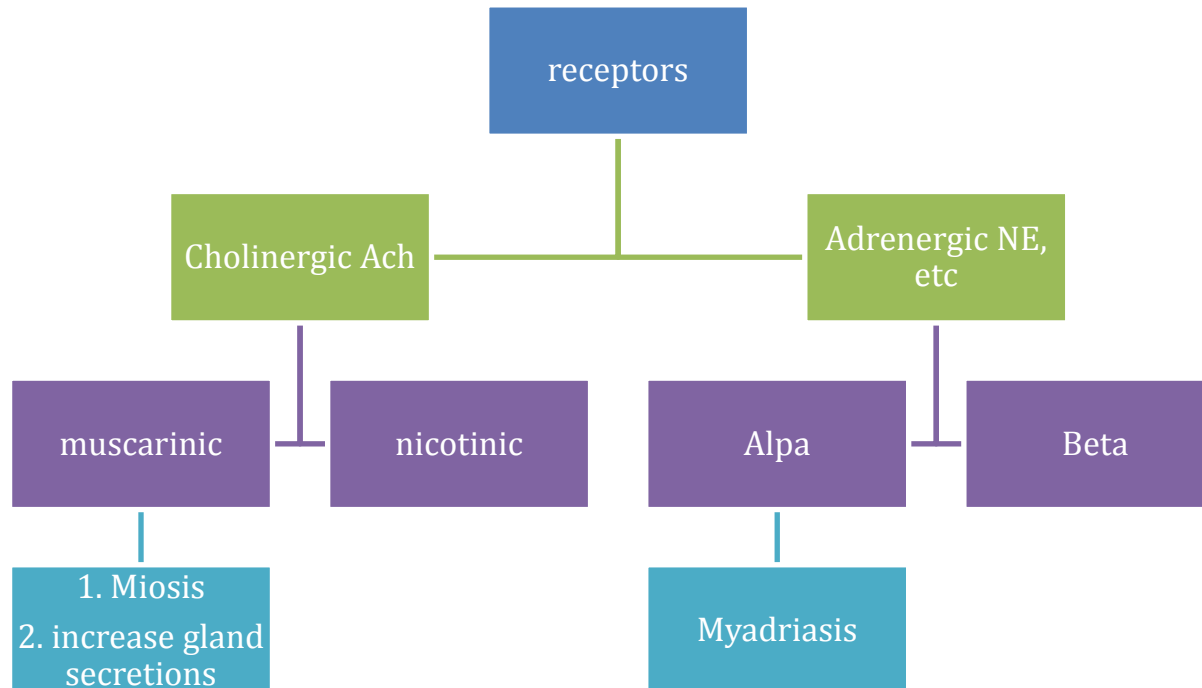 receptors
Cholinergic Ach
Adrenergic NE,
etc
muscarinic
nicotinic
Alpa
Beta
1. Miosis
2. increase gland
secretions
Myadriasis